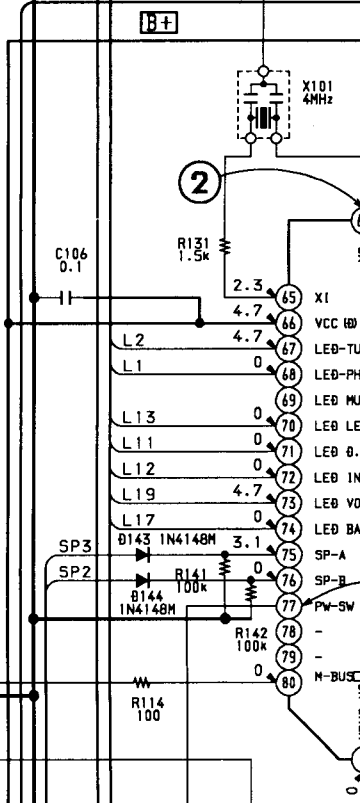 B+
X101
4MHz
2
R131
1.5k
C106
0.1
2.3 65 XI
4.7 66 VCC (D)
L2 4.7 67 LED-TU
L1 0 68 LED-PH
69 LED MU
L13 0 70 LED LE
L11 0 71 LED D.
L12 0 72 LED IN
L19 4.7 73 LED VO
L17 0 74 LED BA
SP3 D143 1N4148M 3.1 75 SP-A
SP2 D144 1N4148M R141 100k 0 76 SP-B
77 PW-SW
R142
100k
78 -
79 -
0 80 M-BUS
R114
100
0